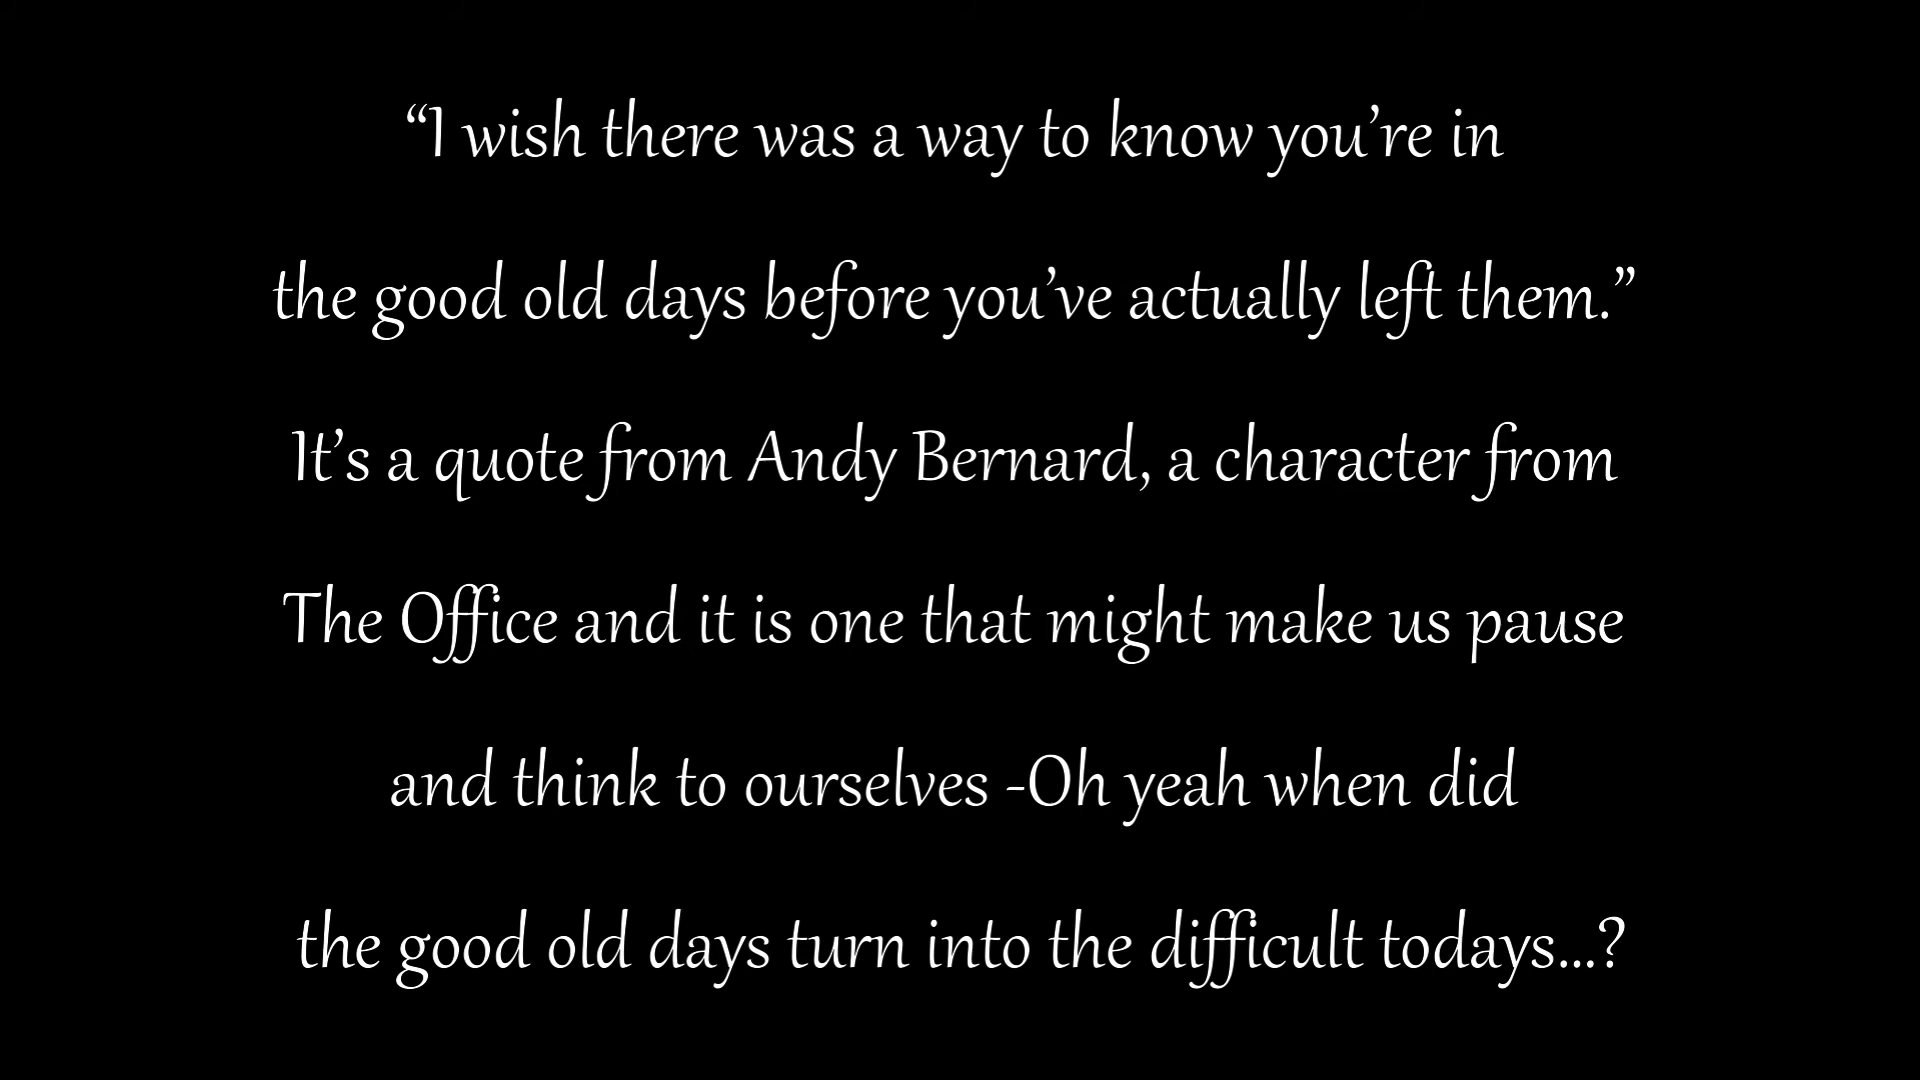 “I wish there was a way to know you’re in
the good old days before you’ve actually left them.”
It’s a quote from Andy Bernard, a character from
The Office and it is one that might make us pause
and think to ourselves -Oh yeah when did
the good old days turn into the difficult todays...?